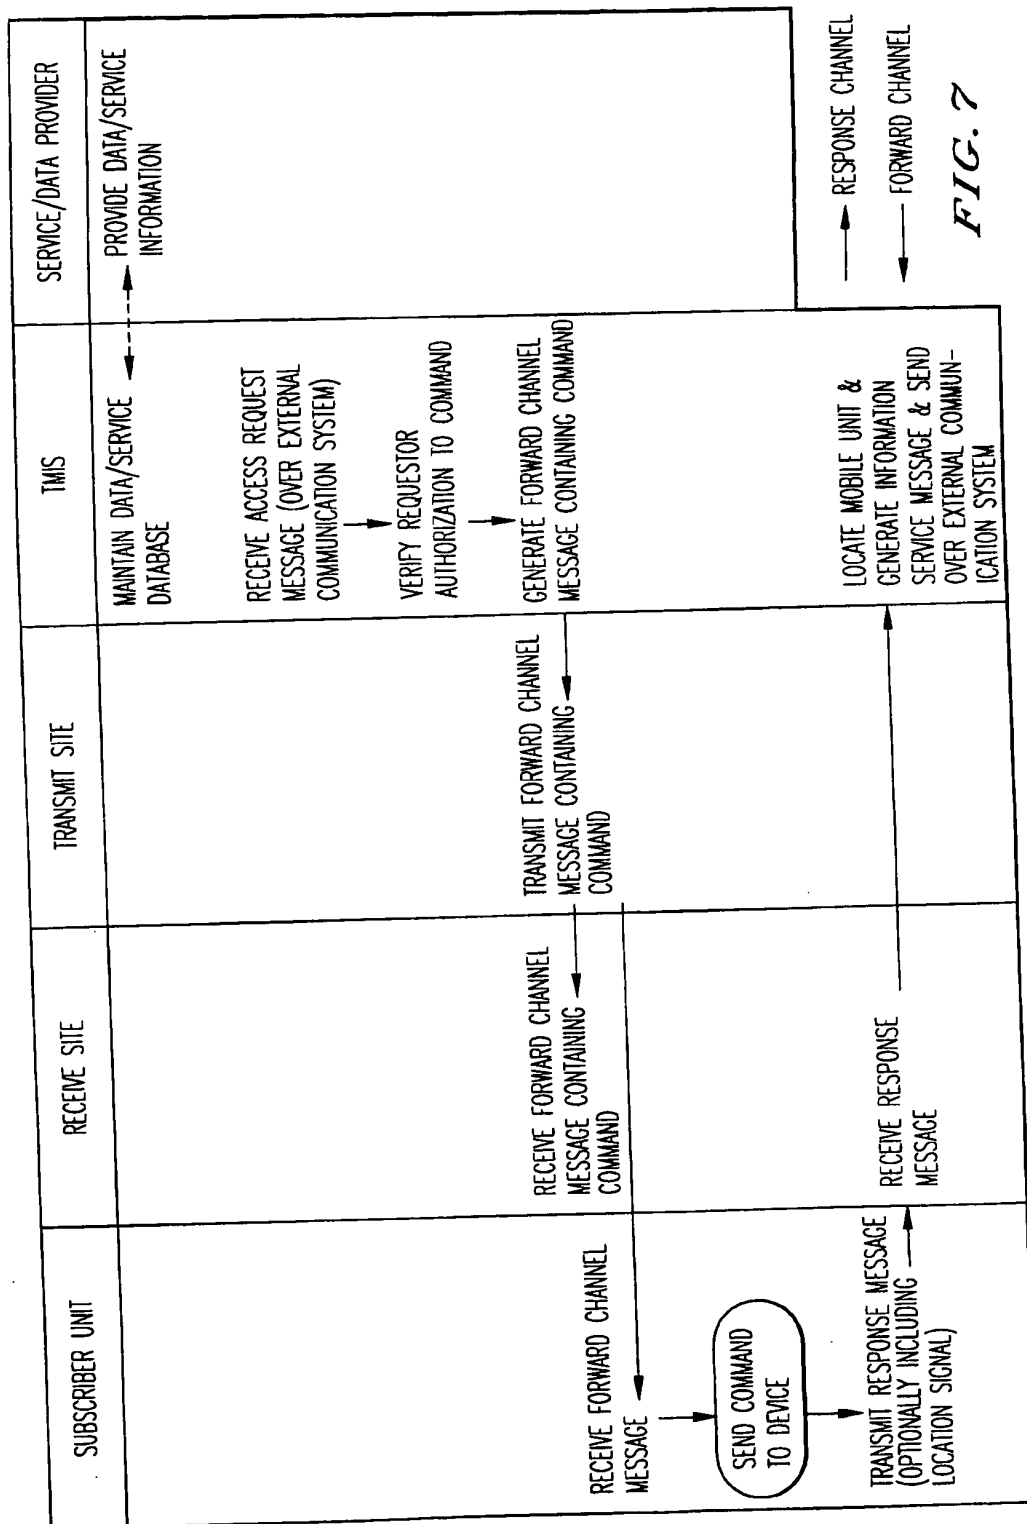 SUBSCRIBER UNIT
RECEIVE SITE
TRANSMIT SITE
TMIS
SERVICE/DATA PROVIDER
MAINTAIN DATA/SERVICE
DATABASE
PROVIDE DATA/SERVICE
INFORMATION
RECEIVE ACCESS REQUEST
MESSAGE (OVER EXTERNAL
COMMUNICATION SYSTEM)
VERIFY REQUESTOR
AUTHORIZATION TO COMMAND
GENERATE FORWARD CHANNEL
MESSAGE CONTAINING COMMAND
TRANSMIT FORWARD CHANNEL
MESSAGE CONTAINING
COMMAND
RECEIVE FORWARD CHANNEL
MESSAGE CONTAINING
COMMAND
RECEIVE FORWARD CHANNEL
MESSAGE
SEND COMMAND
TO DEVICE
TRANSMIT RESPONSE MESSAGE
(OPTIONALLY INCLUDING
LOCATION SIGNAL)
RECEIVE RESPONSE
MESSAGE
LOCATE MOBILE UNIT &
GENERATE INFORMATION
SERVICE MESSAGE & SEND
OVER EXTERNAL COMMUN-
ICATION SYSTEM
RESPONSE CHANNEL
FORWARD CHANNEL
FIG. 7